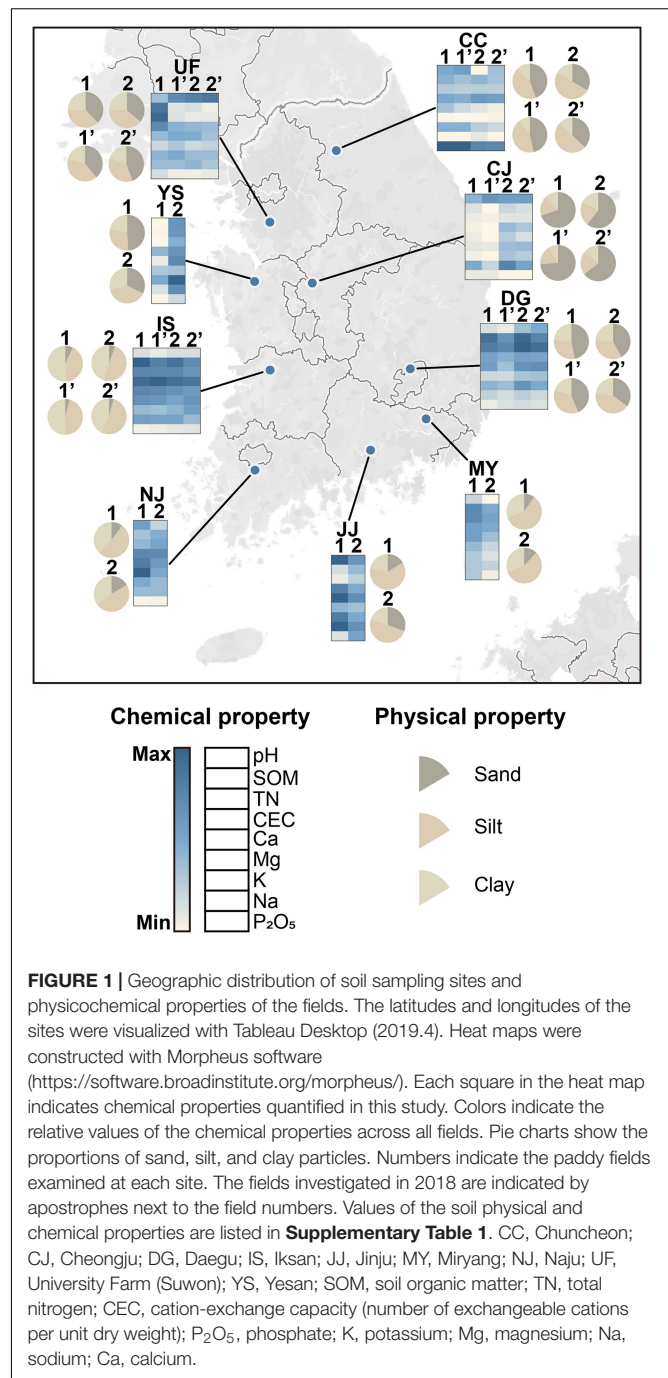 CC
1 1' 2 2'
1 2
1' 2'
UF
1 1' 2 2'
1 2
1' 2'
CJ
1 1' 2 2'
1 2
1' 2'
YS
1 2
1
2
DG
1 1' 2 2'
1 2
1' 2'
IS
1 1' 2 2'
1 2
1' 2'
MY
1 2
1
2
NJ
1 2
1
2
JJ
1 2
1
2
Chemical property
Max
Min
pH
SOM
TN
CEC
Ca
Mg
K
Na
P₂O₅
Physical property
Sand
Silt
Clay
FIGURE 1 | Geographic distribution of soil sampling sites and
physicochemical properties of the fields. The latitudes and longitudes of the
sites were visualized with Tableau Desktop (2019.4). Heat maps were
constructed with Morpheus software
(https://software.broadinstitute.org/morpheus/). Each square in the heat map
indicates chemical properties quantified in this study. Colors indicate the
relative values of the chemical properties across all fields. Pie charts show the
proportions of sand, silt, and clay particles. Numbers indicate the paddy fields
examined at each site. The fields investigated in 2018 are indicated by
apostrophes next to the field numbers. Values of the soil physical and
chemical properties are listed in Supplementary Table 1. CC, Chuncheon;
CJ, Cheongju; DG, Daegu; IS, Iksan; JJ, Jinju; MY, Miryang; NJ, Naju; UF,
University Farm (Suwon); YS, Yesan; SOM, soil organic matter; TN, total
nitrogen; CEC, cation-exchange capacity (number of exchangeable cations
per unit dry weight); P₂O₅, phosphate; K, potassium; Mg, magnesium; Na,
sodium; Ca, calcium.